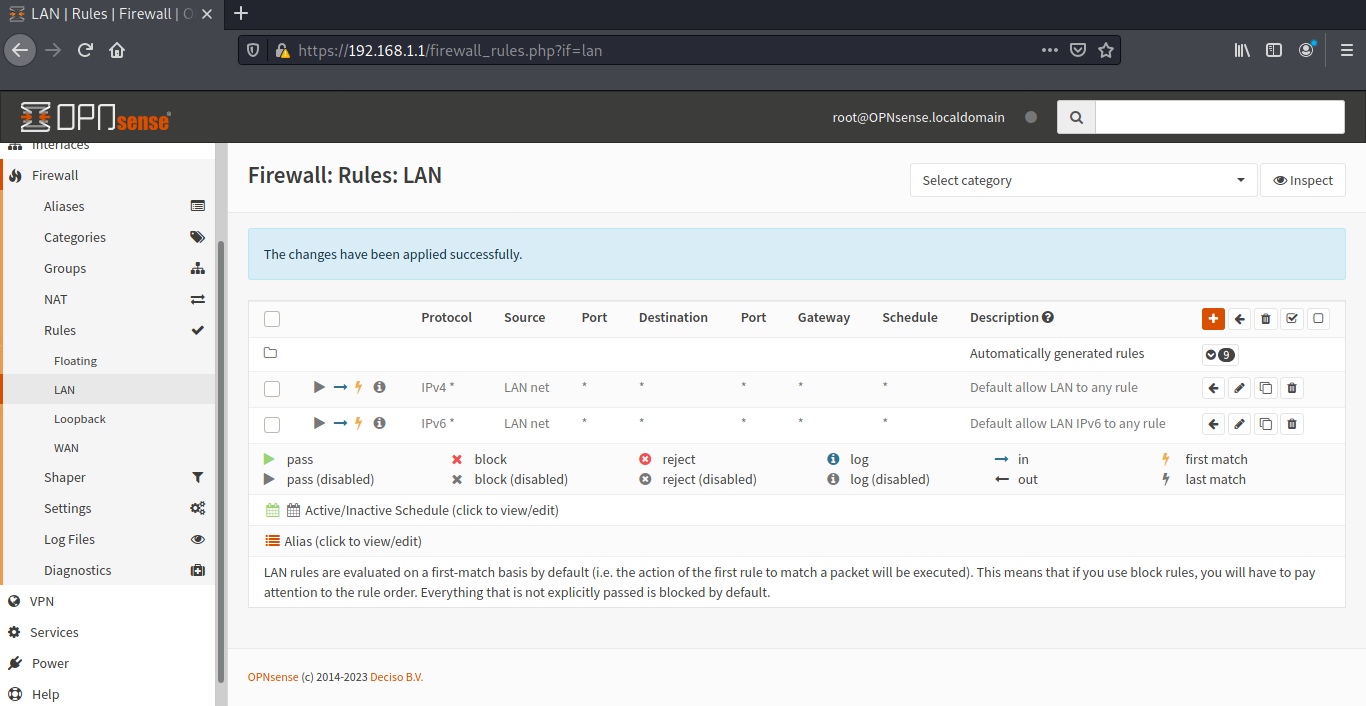 LAN | Rules | Firewall | O
https://192.168.1.1/firewall_rules.php?if=lan
OPNsense
root@OPNsense.localdomain
Interfaces
Firewall
Aliases
Categories
Groups
NAT
Rules
Floating
LAN
Loopback
WAN
Shaper
Settings
Log Files
Diagnostics
VPN
Services
Power
Help
Firewall: Rules: LAN
Select category
Inspect
The changes have been applied successfully.
Protocol Source Port Destination Port Gateway Schedule Description
Automatically generated rules 9
IPv4 * LAN net * * * * * Default allow LAN to any rule
IPv6 * LAN net * * * * * Default allow LAN IPv6 to any rule
pass block reject log in first match
pass (disabled) block (disabled) reject (disabled) log (disabled) out last match
Active/Inactive Schedule (click to view/edit)
Alias (click to view/edit)
LAN rules are evaluated on a first-match basis by default (i.e. the action of the first rule to match a packet will be executed). This means that if you use block rules, you will have to pay
attention to the rule order. Everything that is not explicitly passed is blocked by default.
OPNsense (c) 2014-2023 Deciso B.V.